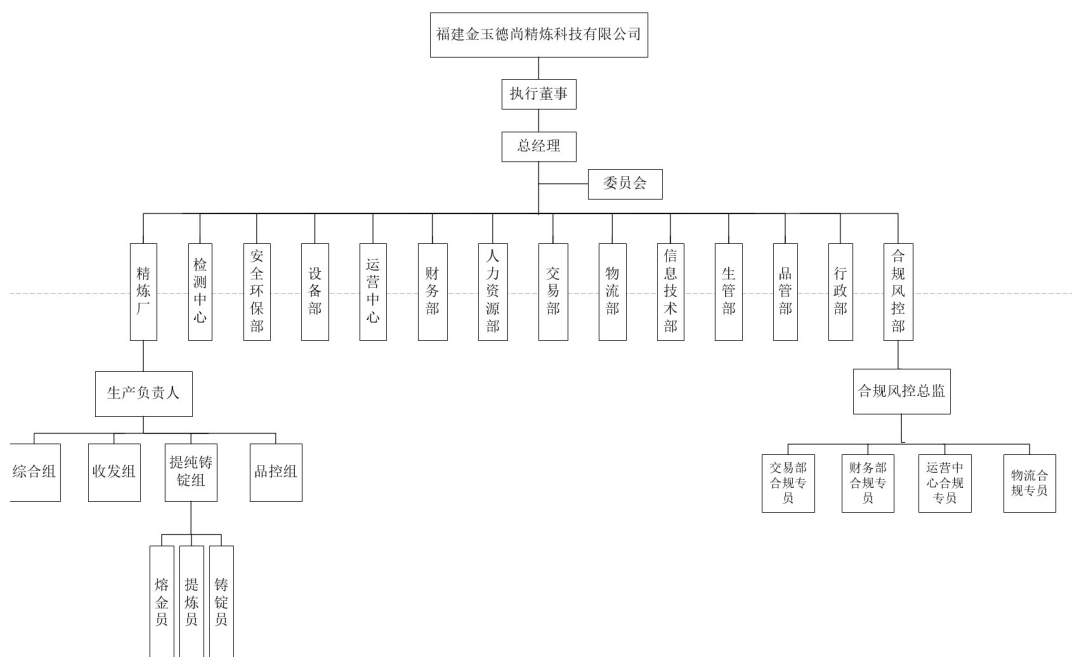 福建金玉德尚精炼科技有限公司
执行董事
总经理
委员会
精炼厂
检测中心
安全环保部
设备部
运营中心
财务部
人力资源部
交易部
物流部
信息技术部
生管部
品管部
行政部
合规风控部
生产负责人
合规风控总监
综合组
收发组
提纯铸
锭组
品控组
交易部
合规专
员
财务部
合规专
员
运营中
心合规
专员
物流合
规专员
熔金员
提炼员
铸锭员